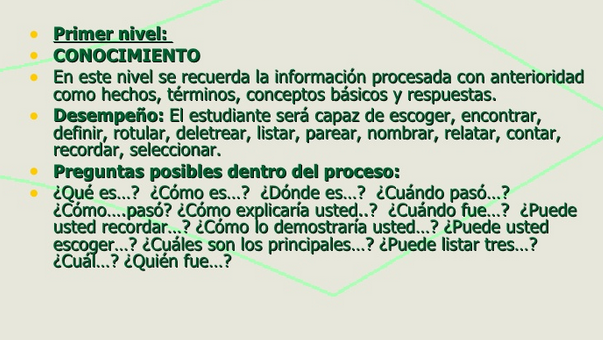 Primer nivel:
CONOCIMIENTO
En este nivel se recuerda la información procesada con anterioridad
como hechos, términos, conceptos básicos y respuestas.
Desempeño: El estudiante será capaz de escoger, encontrar,
definir, rotular, deletrear, listar, parear, nombrar, relatar, contar,
recordar, seleccionar.
Preguntas posibles dentro del proceso:
¿Qué es...? ¿Cómo es...? ¿Dónde es...? ¿Cuándo pasó...?
¿Cómo....pasó? ¿Cómo explicaría usted..? ¿Cuándo fue...? ¿Puede
usted recordar...? ¿Cómo lo demostraría usted...? ¿Puede usted
escoger...? ¿Cuáles son los principales...? ¿Puede listar tres...?
¿Cuál...? ¿Quién fue...?